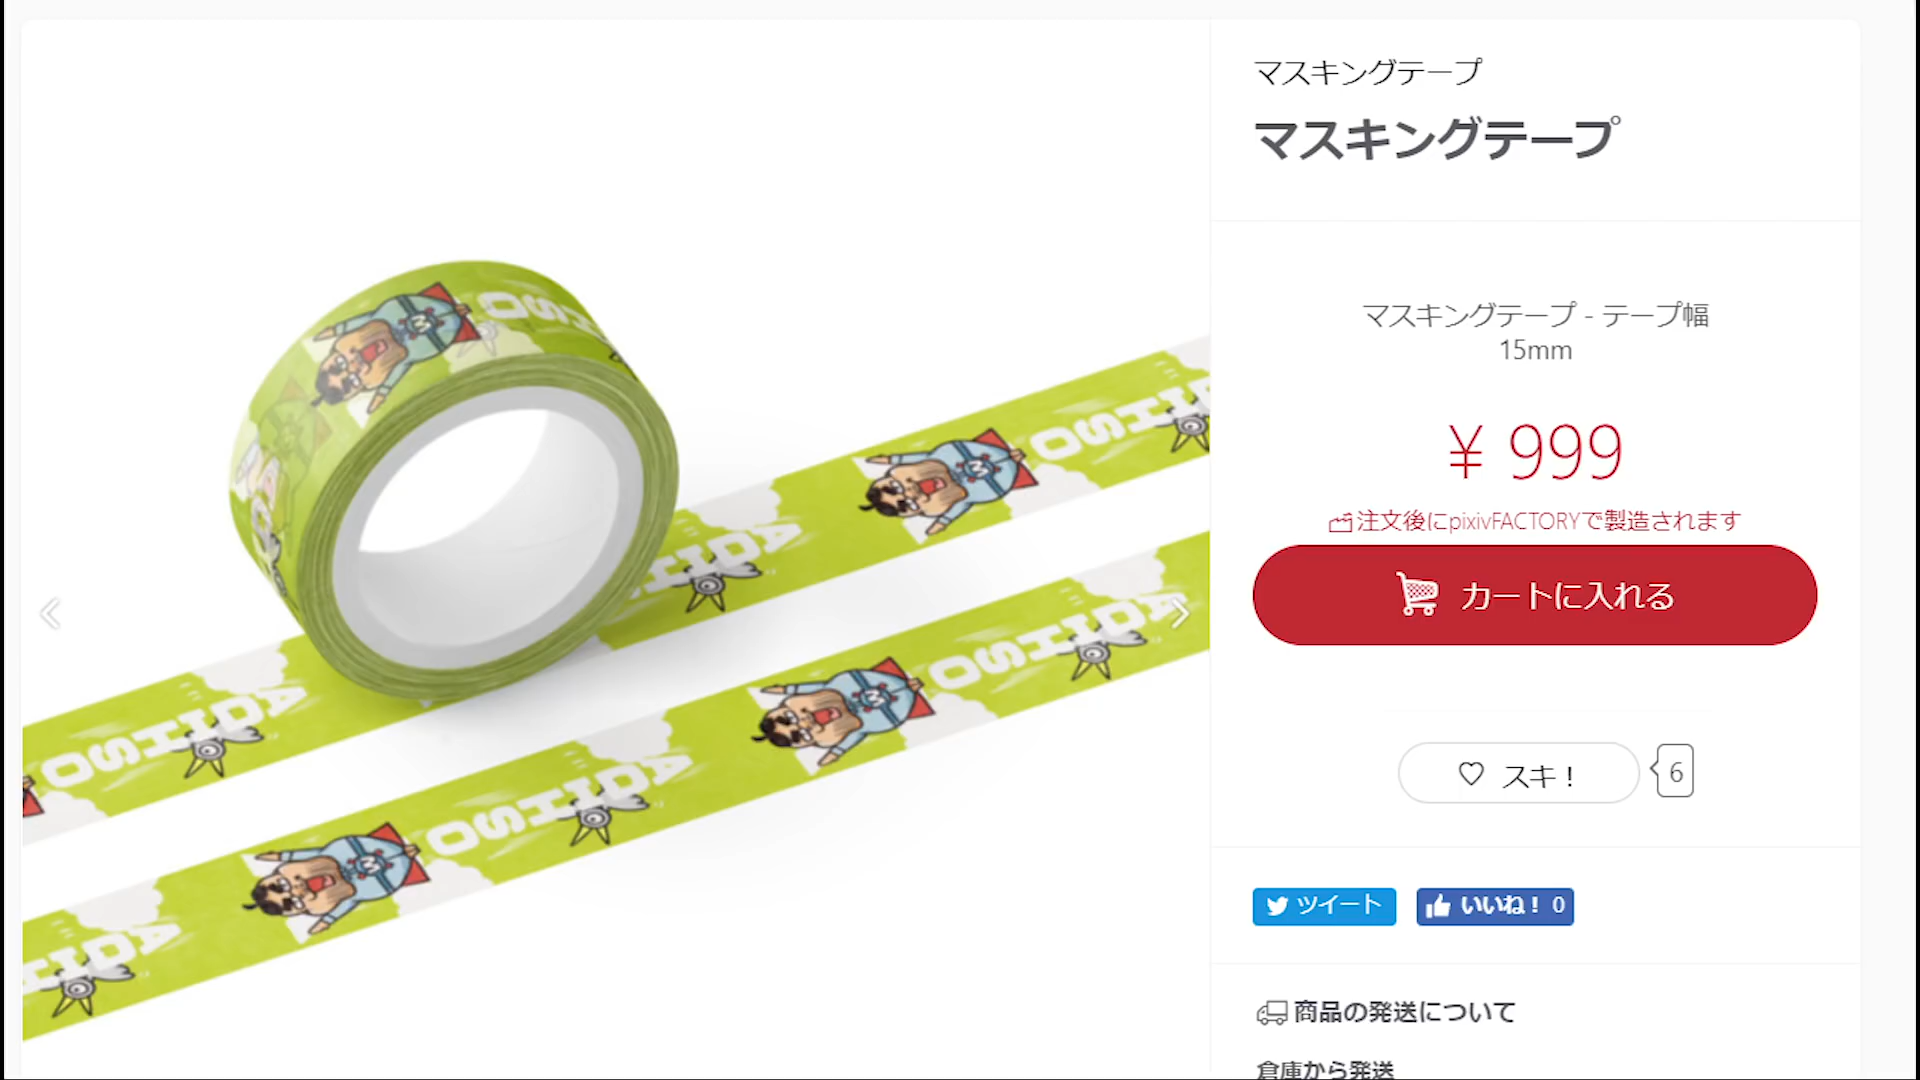 マスキングテープ
マスキングテープ
マスキングテープ - テープ幅
15mm
¥ 999
注文後にpixivFACTORYで製造されます
カートに入れる
スキ！
6
ツイート
いいね！ 0
商品の発送について
倉庫から発送